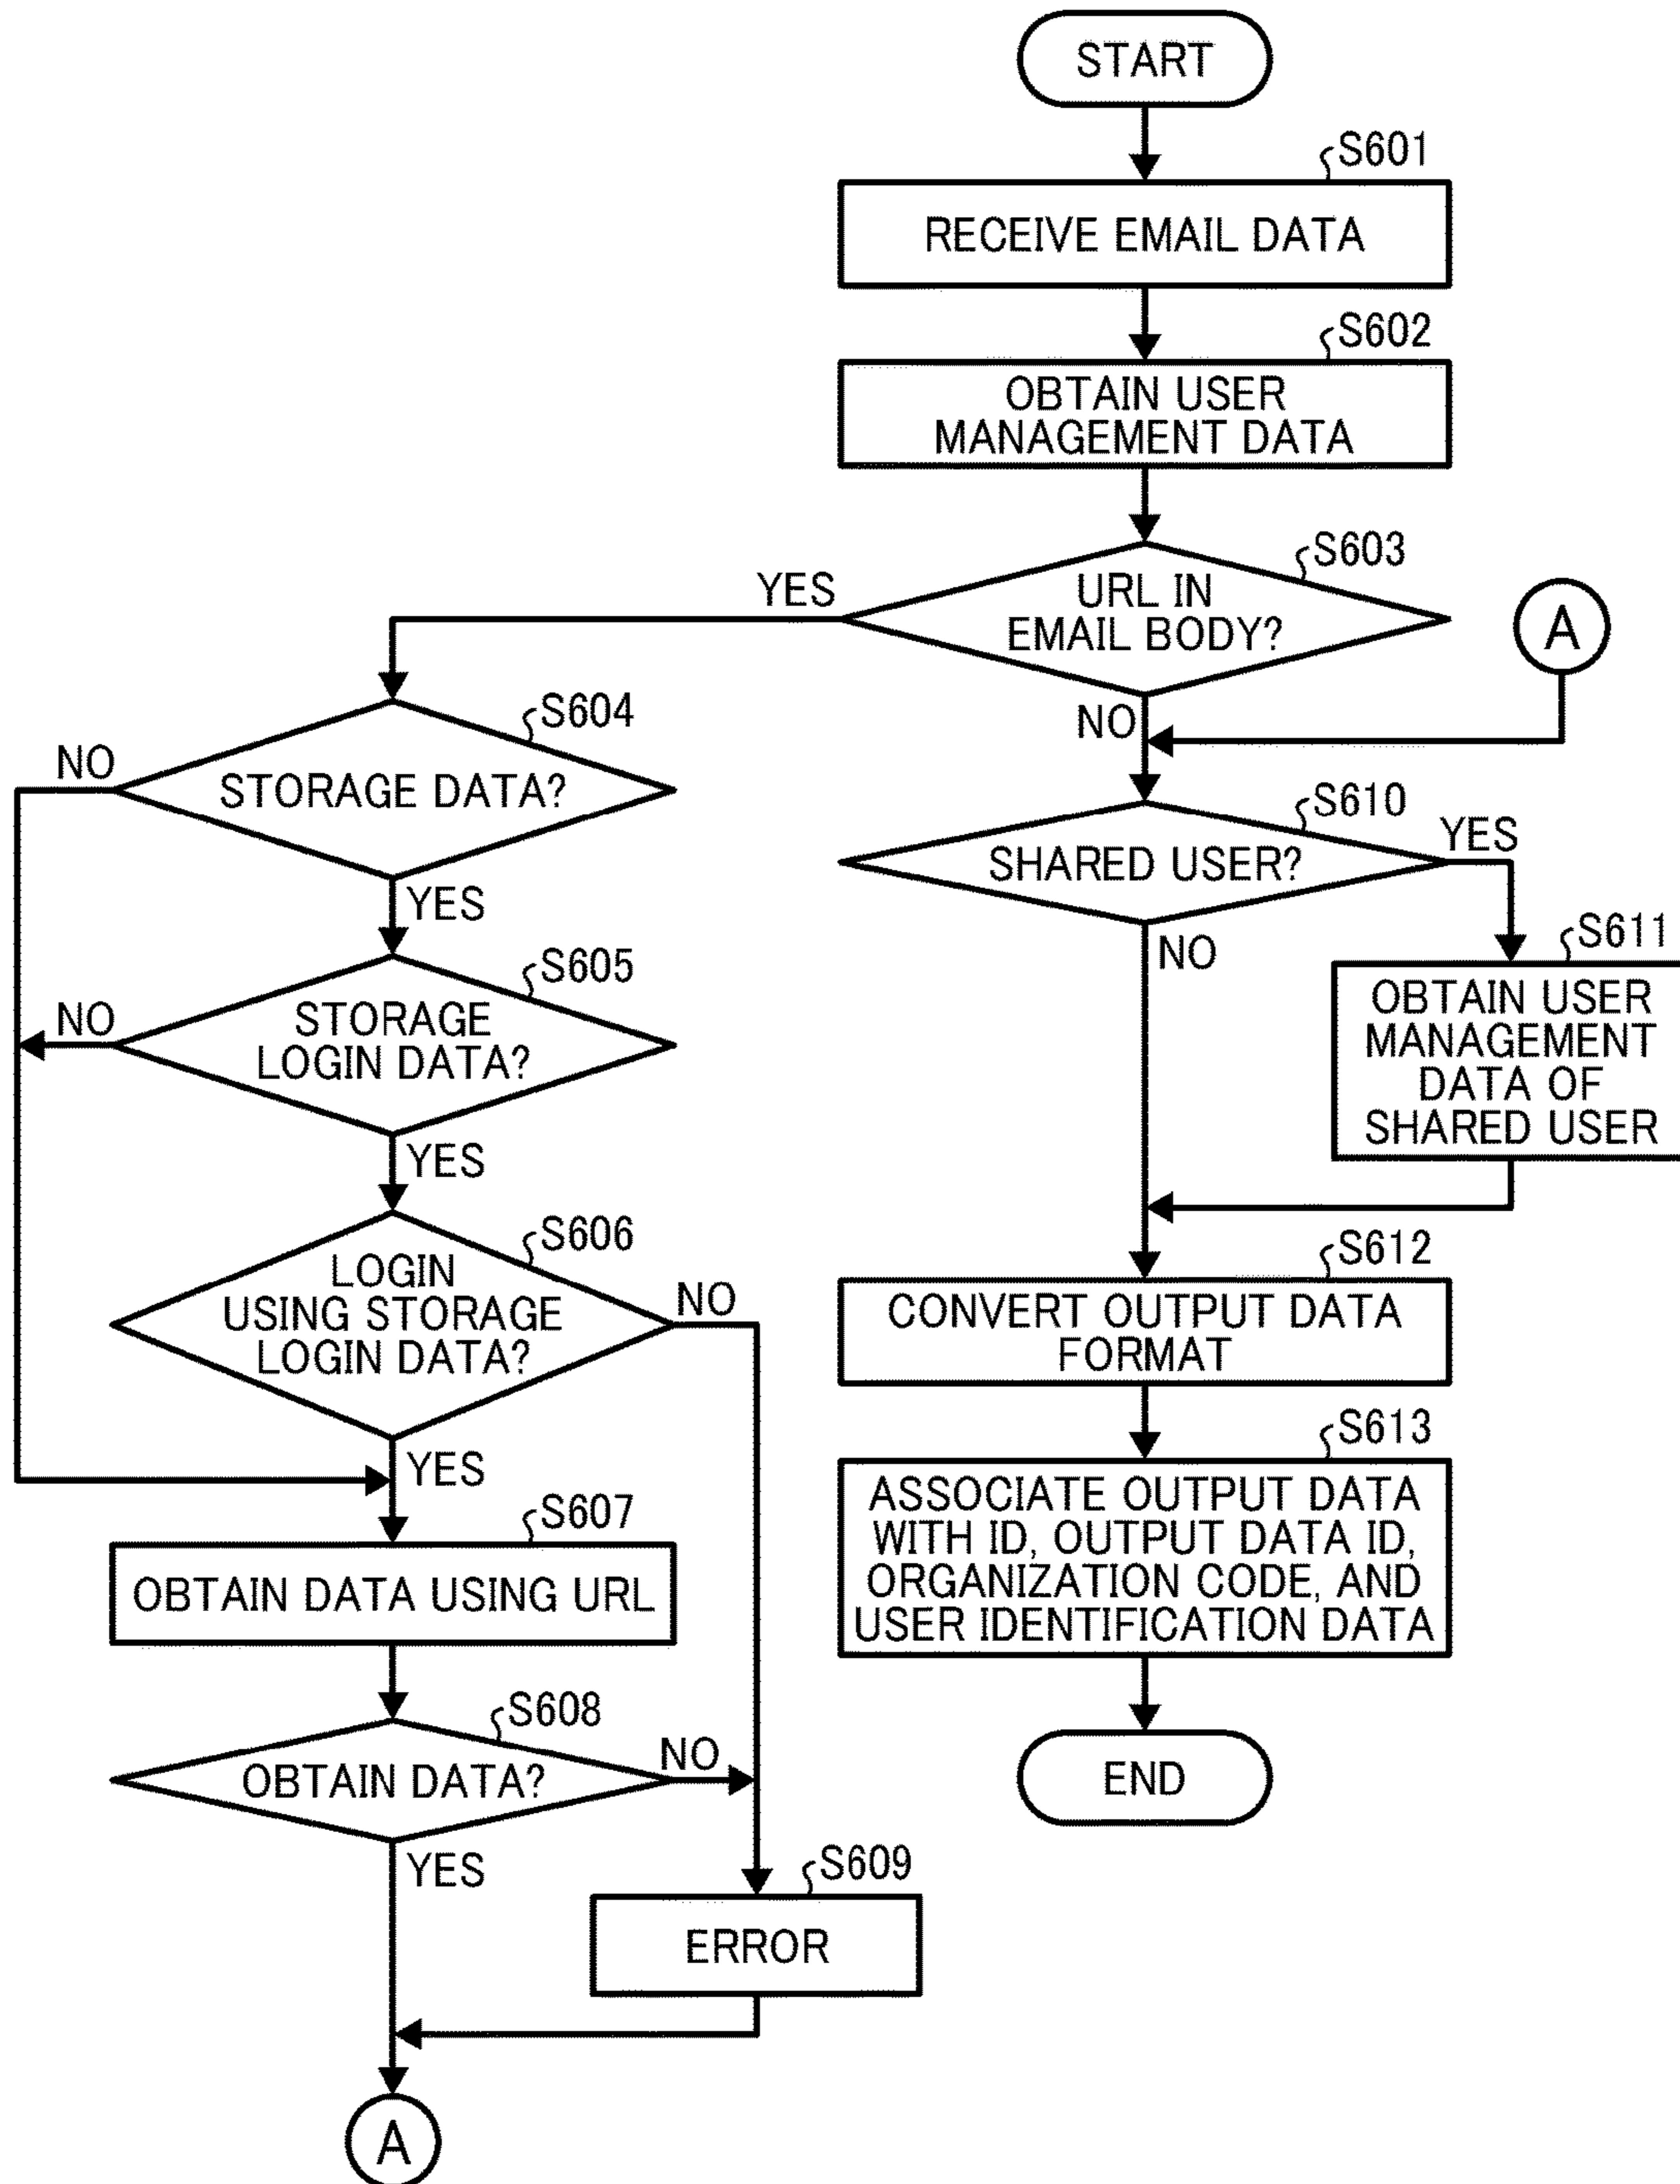 START
S601
RECEIVE EMAIL DATA
S602
OBTAIN USER
MANAGEMENT DATA
S603
URL IN
EMAIL BODY?
YES
NO
A
S604
STORAGE DATA?
NO
YES
S605
STORAGE
LOGIN DATA?
NO
YES
S606
LOGIN
USING STORAGE
LOGIN DATA?
NO
YES
S607
OBTAIN DATA USING URL
S608
OBTAIN DATA?
NO
YES
S609
ERROR
A
S610
SHARED USER?
YES
NO
S611
OBTAIN USER
MANAGEMENT
DATA OF
SHARED USER
S612
CONVERT OUTPUT DATA
FORMAT
S613
ASSOCIATE OUTPUT DATA
WITH ID, OUTPUT DATA ID,
ORGANIZATION CODE, AND
USER IDENTIFICATION DATA
END